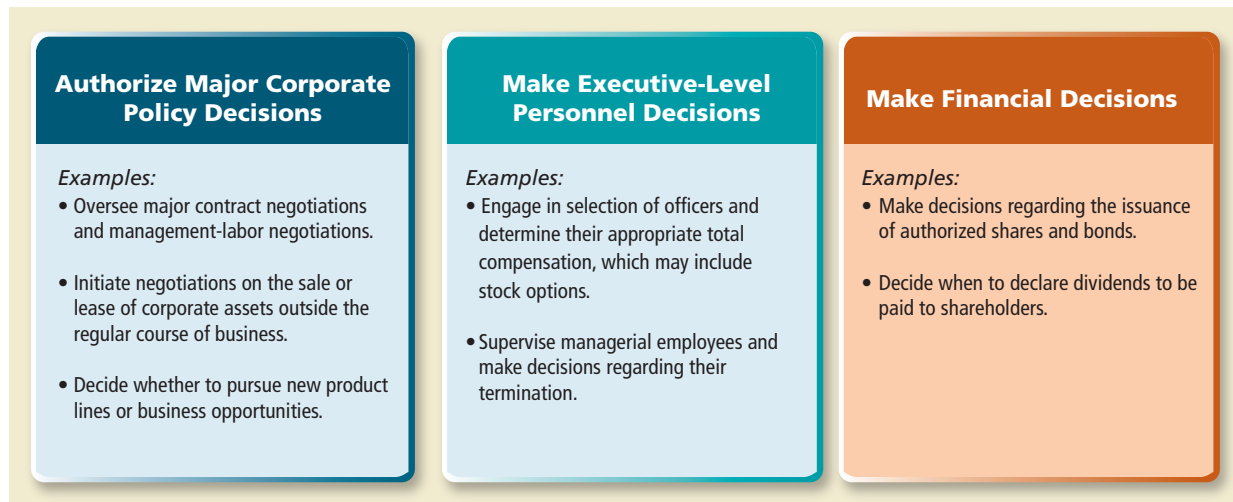 Authorize Major Corporate
Policy Decisions
Examples:
• Oversee major contract negotiations
and management-labor negotiations.
• Initiate negotiations on the sale or
lease of corporate assets outside the
regular course of business.
• Decide whether to pursue new product
lines or business opportunities.
Make Executive-Level
Personnel Decisions
Examples:
• Engage in selection of officers and
determine their appropriate total
compensation, which may include
stock options.
• Supervise managerial employees and
make decisions regarding their
termination.
Make Financial Decisions
Examples:
• Make decisions regarding the issuance
of authorized shares and bonds.
• Decide when to declare dividends to be
paid to shareholders.